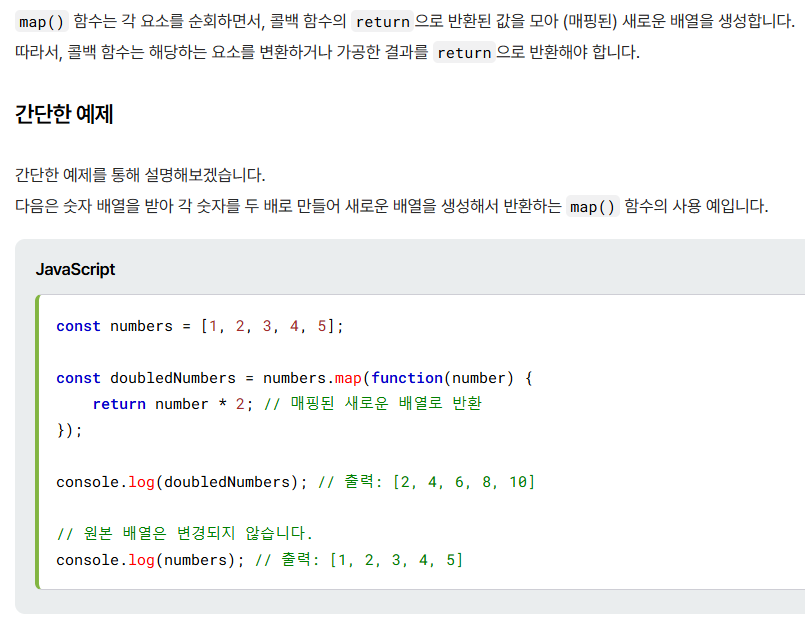 map() 함수는 각 요소를 순회하면서, 콜백 함수의 return으로 반환된 값을 모아 (매핑된) 새로운 배열을 생성합니다.
따라서, 콜백 함수는 해당하는 요소를 변환하거나 가공한 결과를 return으로 반환해야 합니다.
간단한 예제
간단한 예제를 통해 설명해보겠습니다.
다음은 숫자 배열을 받아 각 숫자를 두 배로 만들어 새로운 배열을 생성해서 반환하는 map() 함수의 사용 예입니다.
JavaScript
const numbers = [1, 2, 3, 4, 5];
const doubledNumbers = numbers.map(function(number) {
    return number * 2; // 매핑된 새로운 배열로 반환
});
console.log(doubledNumbers); // 출력: [2, 4, 6, 8, 10]
// 원본 배열은 변경되지 않습니다.
console.log(numbers); // 출력: [1, 2, 3, 4, 5]